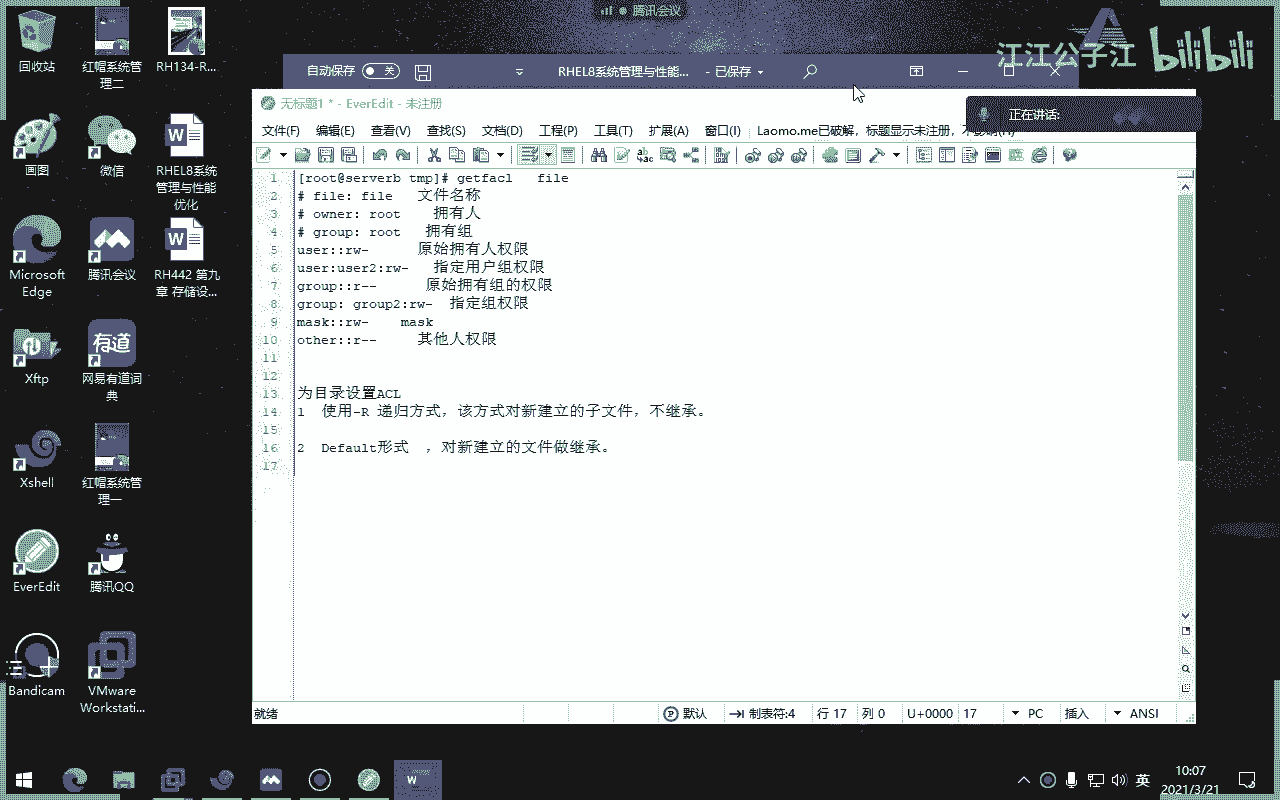 腾讯会议
江江公子江 bilibili
回收站
红帽系统管
理二
RH134-R...
画图
微信
RHEL8系统
管理与性能
优化
Microsoft
Edge
腾讯会议
RH442 第九
章 存储设...
Xftp
有道
网易有道词
典
Xshell
红帽系统管
理一
EverEdit
腾讯QQ
Bandicam
VMware
Workstati...
自动保存 关 RHEL8系统管理与性能... - 已保存
无标题1 * - EverEdit - 未注册
正在讲话:
文件(F) 编辑(E) 查看(V) 查找(S) 文档(D) 工程(P) 工具(T) 扩展(A) 窗口(I) Laomo.me已破解，标题显示未注册，不
1 [root@serverb tmp]# getfacl file
2 # file: file 文件名称
3 # owner: root 拥有人
4 # group: root 拥有组
5 user::rw- 原始拥有人权限
6 user:user2:rw- 指定用户组权限
7 group::r-- 原始拥有组的权限
8 group: group2:rw- 指定组权限
9 mask::rw- mask
10 other::r-- 其他人权限
11
12
13 为目录设置ACL
14 1 使用-R 递归方式，该方式对新建立的子文件，不继承。
15
16 2 Default形式 ，对新建立的文件做继承。
17
就绪 默认 制表符:4 行 17 列 0 U+0000 17 PC 插入 ANSI
英 10:07
2021/3/21